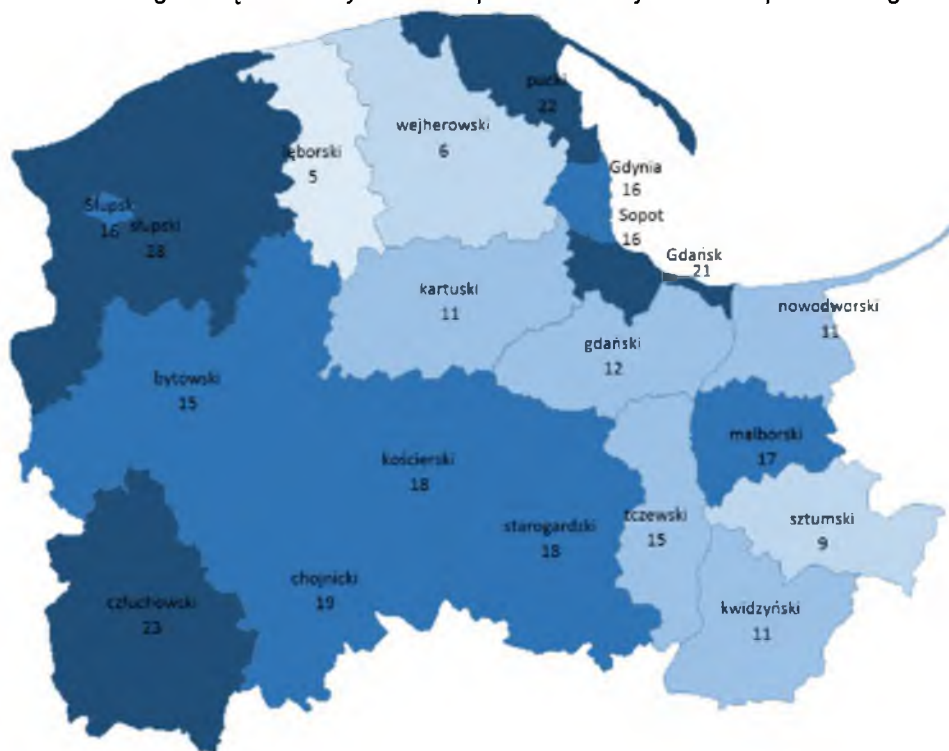 pucki
22
wejherowski
6
lęborski
5
Gdynia
16
Słupsk
16
słupski
28
Sopot
16
Gdańsk
21
kartuski
11
nowodworski
11
gdański
12
bytowski
15
malborski
17
kościerski
18
sztumski
9
tczewski
15
starogardzki
18
chojnicki
19
człuchowski
23
kwidzyński
11